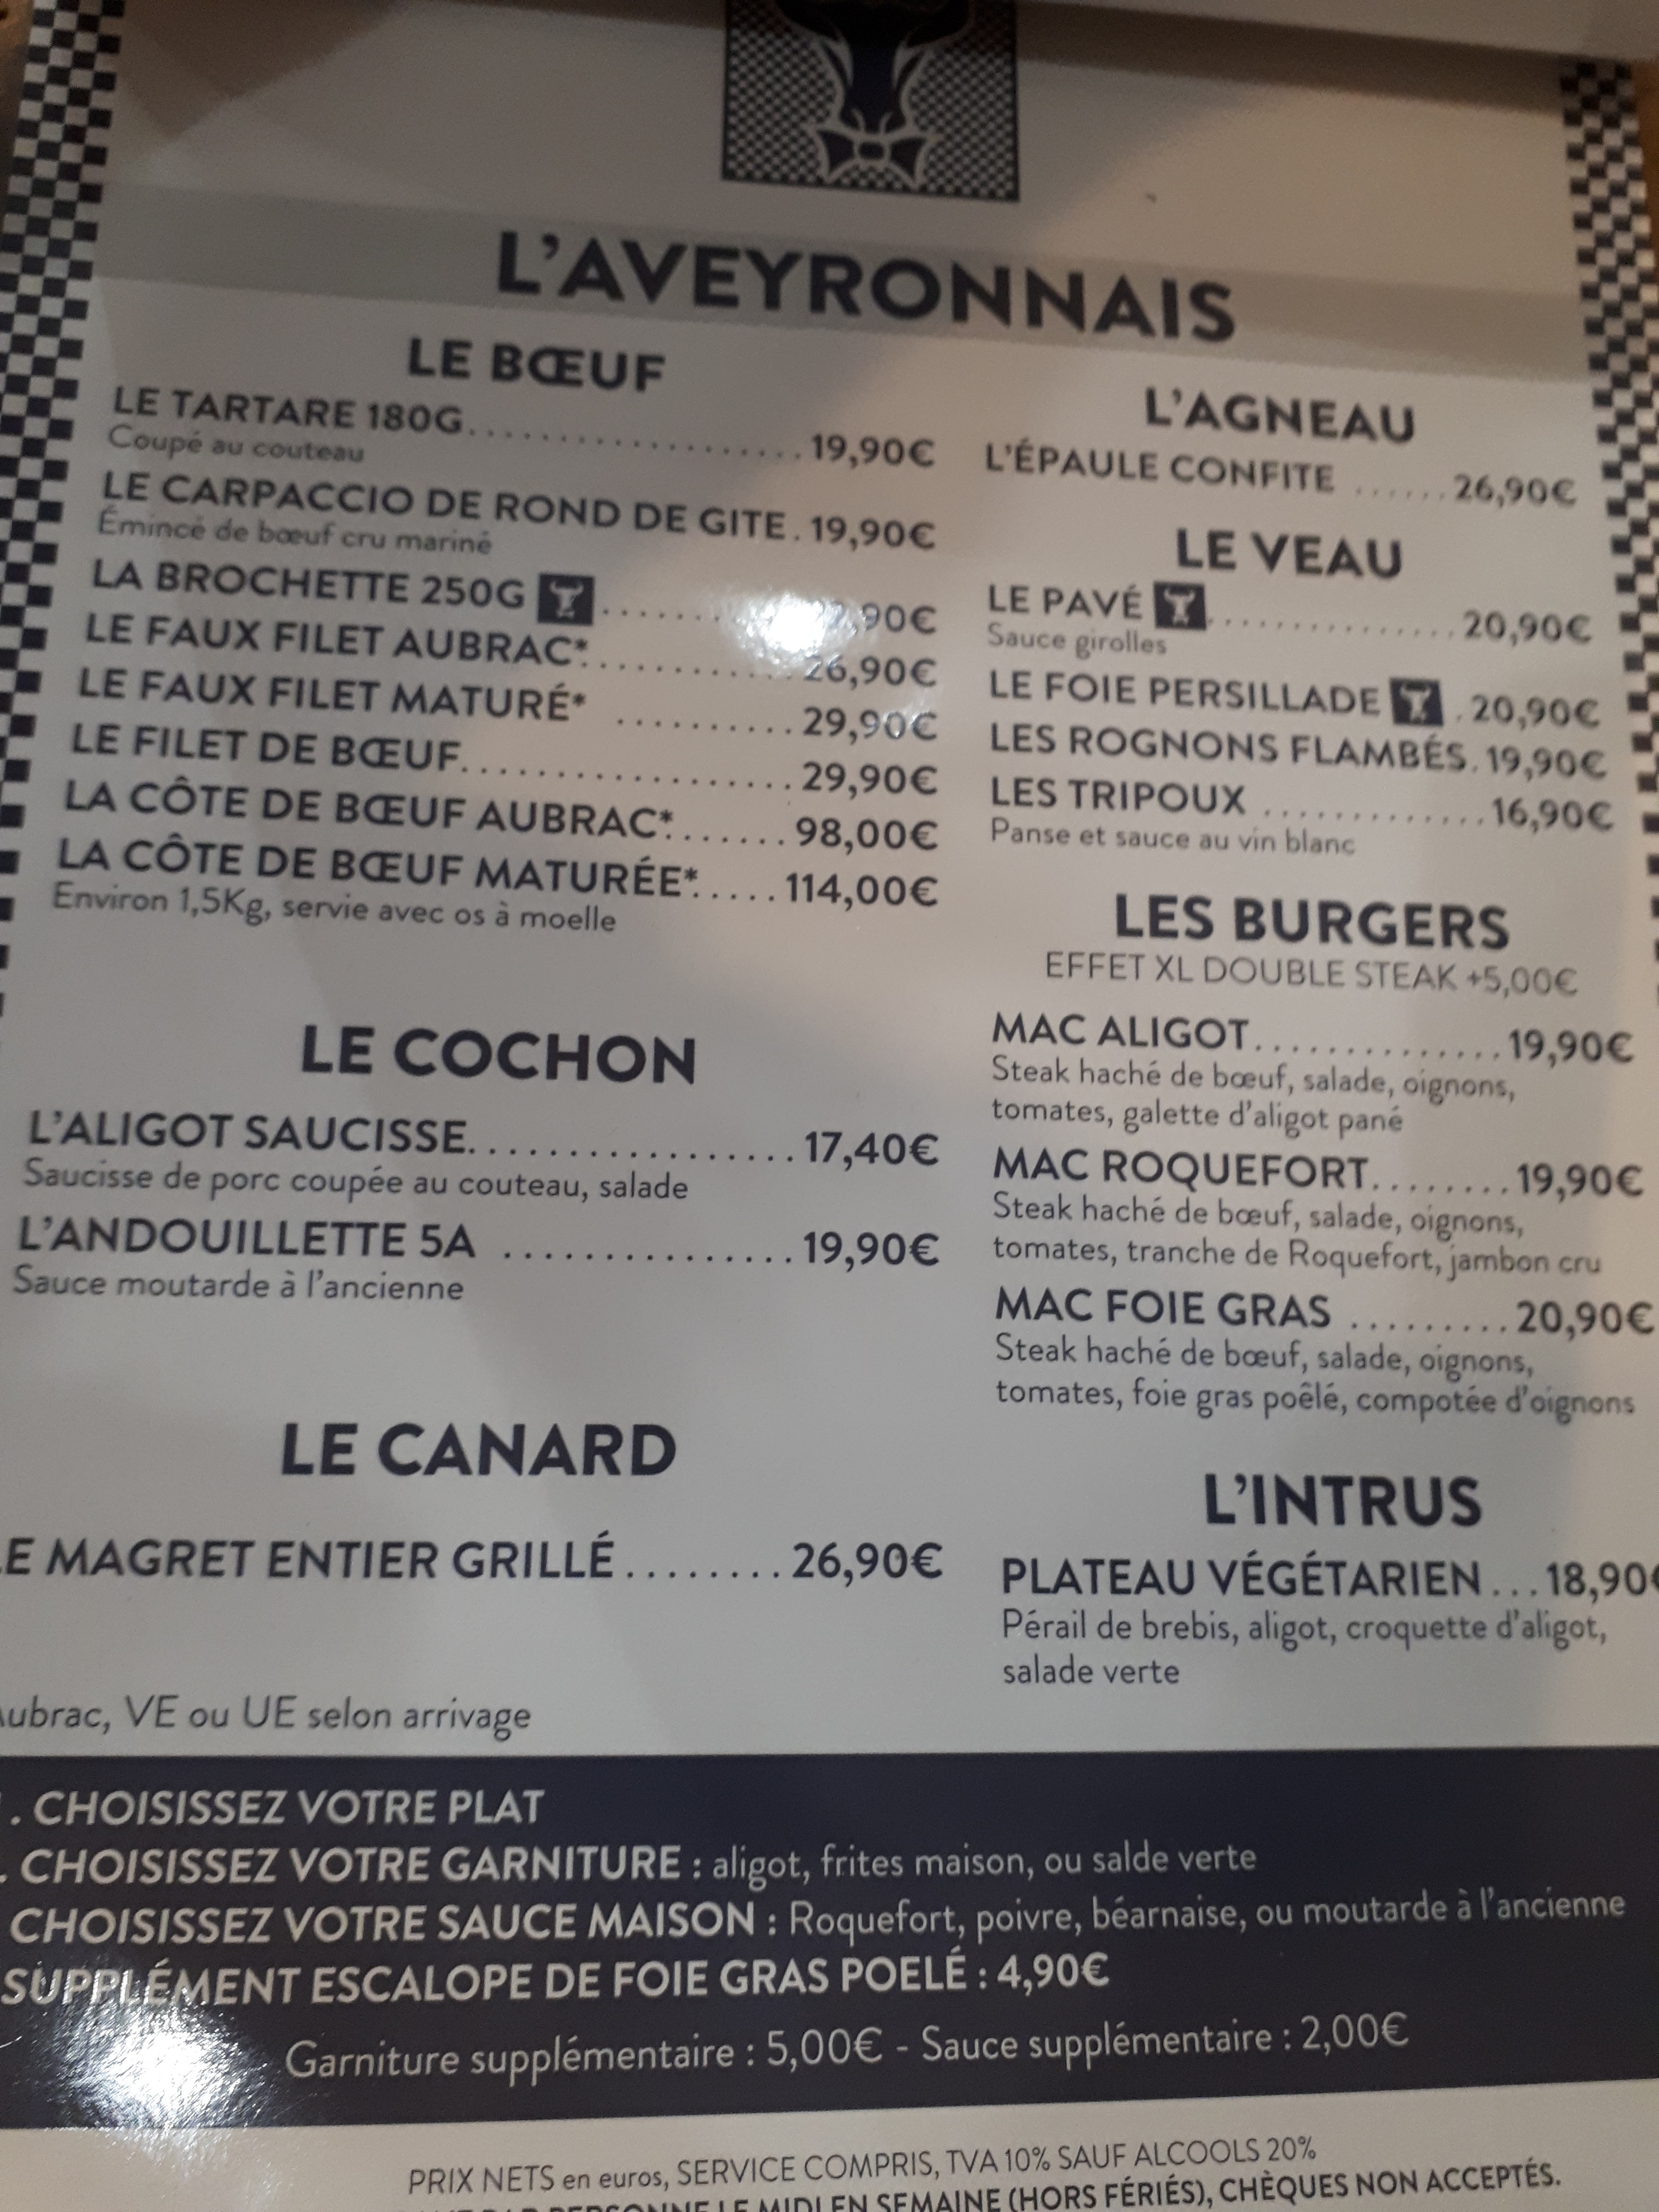 L'AVEYRONNAIS
LE BŒUF
LE TARTARE 180G.................... 19,90€
Coupé au couteau
LE CARPACCIO DE ROND DE GITE. 19,90€
Émincé de bœuf cru mariné
LA BROCHETTE 250G ....... ,90€
LE FAUX FILET AUBRAC*............ 26,90€
LE FAUX FILET MATURÉ* .......... 29,90€
LE FILET DE BŒUF................... 29,90€
LA CÔTE DE BŒUF AUBRAC*....... 98,00€
LA CÔTE DE BŒUF MATURÉE*..... 114,00€
Environ 1,5Kg, servie avec os à moelle
LE COCHON
L'ALIGOT SAUCISSE................. 17,40€
Saucisse de porc coupée au couteau, salade
L'ANDOUILLETTE 5A ............... 19,90€
Sauce moutarde à l'ancienne
LE CANARD
LE MAGRET ENTIER GRILLÉ........ 26,90€
Aubrac, VE ou UE selon arrivage
L'AGNEAU
L'ÉPAULE CONFITE ...... 26,90€
LE VEAU
LE PAVÉ ............... 20,90€
Sauce girolles
LE FOIE PERSILLADE . 20,90€
LES ROGNONS FLAMBÉS. 19,90€
LES TRIPOUX ............. 16,90€
Panse et sauce au vin blanc
LES BURGERS
EFFET XL DOUBLE STEAK +5,00€
MAC ALIGOT.............. 19,90€
Steak haché de bœuf, salade, oignons,
tomates, galette d'aligot pané
MAC ROQUEFORT........ 19,90€
Steak haché de bœuf, salade, oignons,
tomates, tranche de Roquefort, jambon cru
MAC FOIE GRAS ......... 20,90€
Steak haché de bœuf, salade, oignons,
tomates, foie gras poêlé, compotée d'oignons
L'INTRUS
PLATEAU VÉGÉTARIEN... 18,90€
Pérail de brebis, aligot, croquette d'aligot,
salade verte
. CHOISISSEZ VOTRE PLAT
. CHOISISSEZ VOTRE GARNITURE : aligot, frites maison, ou salde verte
CHOISISSEZ VOTRE SAUCE MAISON : Roquefort, poivre, béarnaise, ou moutarde à l'ancienne
SUPPLÉMENT ESCALOPE DE FOIE GRAS POELÉ : 4,90€
Garniture supplémentaire : 5,00€ - Sauce supplémentaire : 2,00€
PRIX NETS en euros, SERVICE COMPRIS, TVA 10% SAUF ALCOOLS 20%
PAR PERSONNE LE MIDI EN SEMAINE (HORS FÉRIÉS), CHÈQUES NON ACCEPTÉS.